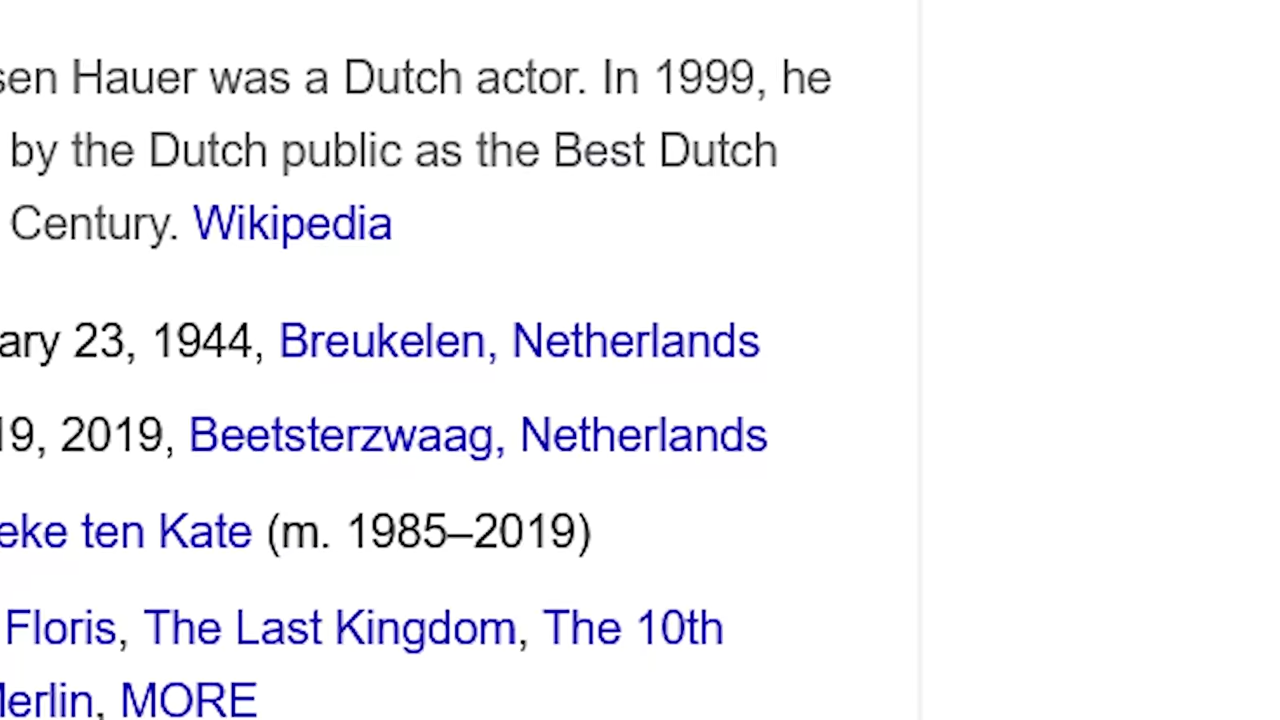 sen Hauer was a Dutch actor. In 1999, he
by the Dutch public as the Best Dutch
Century. Wikipedia
ary 23, 1944, Breukelen, Netherlands
19, 2019, Beetsterzwaag, Netherlands
eke ten Kate (m. 1985–2019)
Floris, The Last Kingdom, The 10th
Merlin, MORE